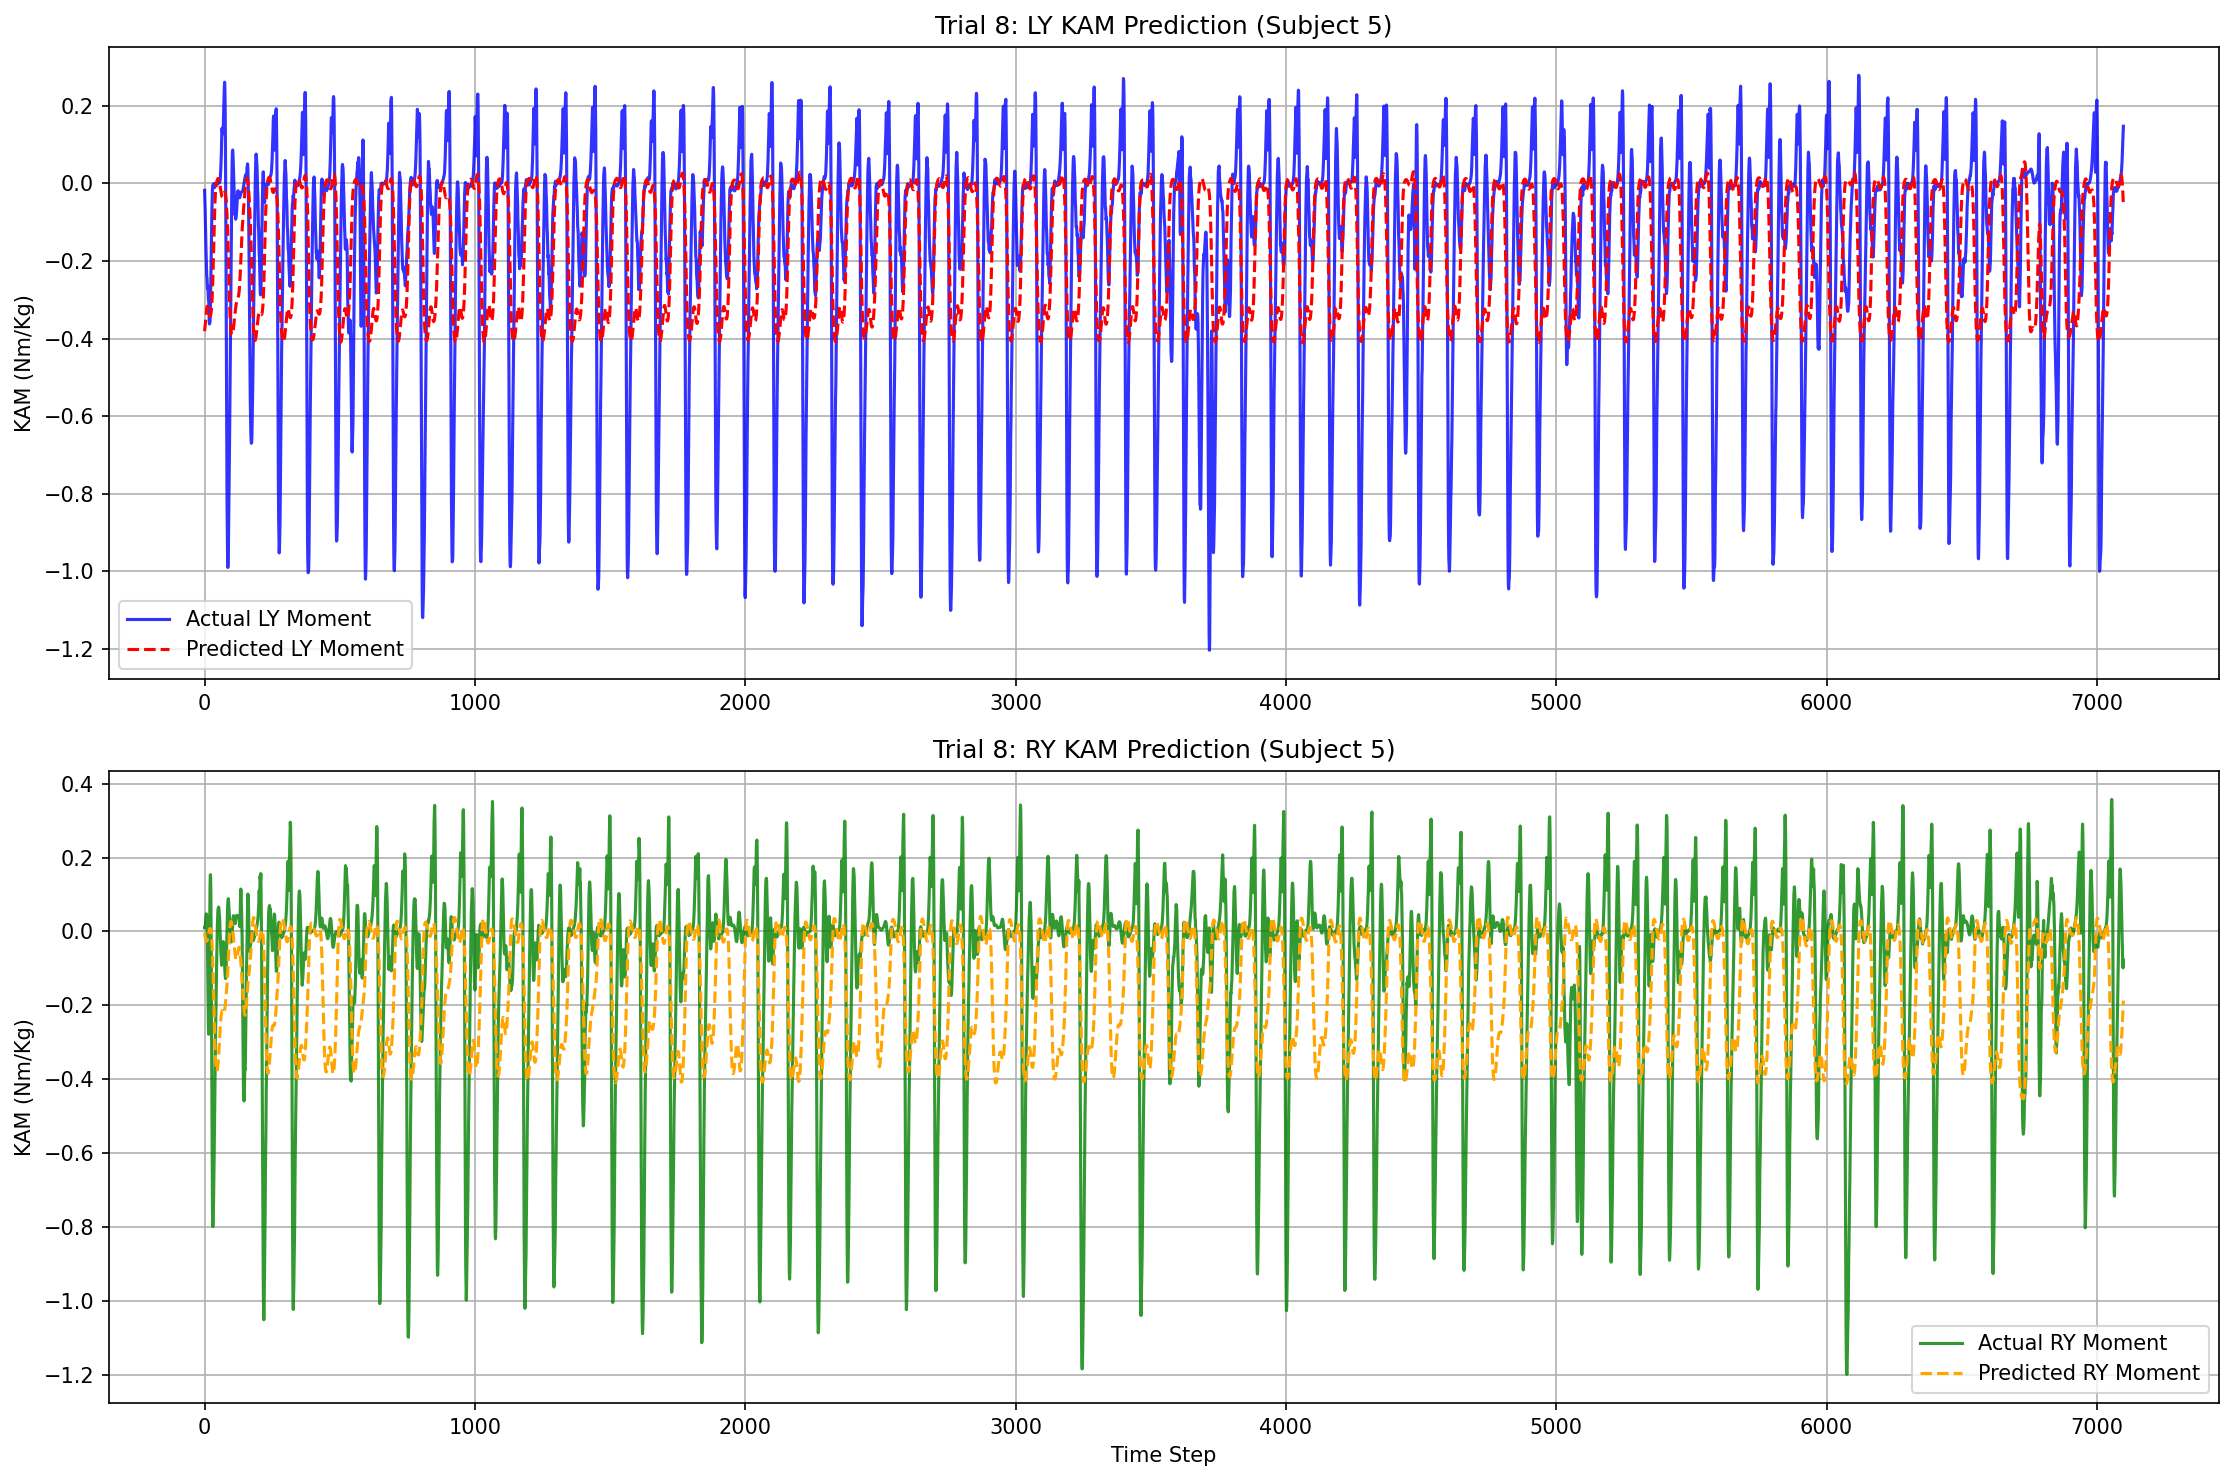 Trial 8: LY KAM Prediction (Subject 5)
KAM (Nm/Kg)
0.2
0.0
−0.2
−0.4
−0.6
−0.8
−1.0
−1.2
Actual LY Moment
Predicted LY Moment
0 1000 2000 3000 4000 5000 6000 7000
Trial 8: RY KAM Prediction (Subject 5)
KAM (Nm/Kg)
0.4
0.2
0.0
−0.2
−0.4
−0.6
−0.8
−1.0
−1.2
Actual RY Moment
Predicted RY Moment
0 1000 2000 3000 4000 5000 6000 7000
Time Step